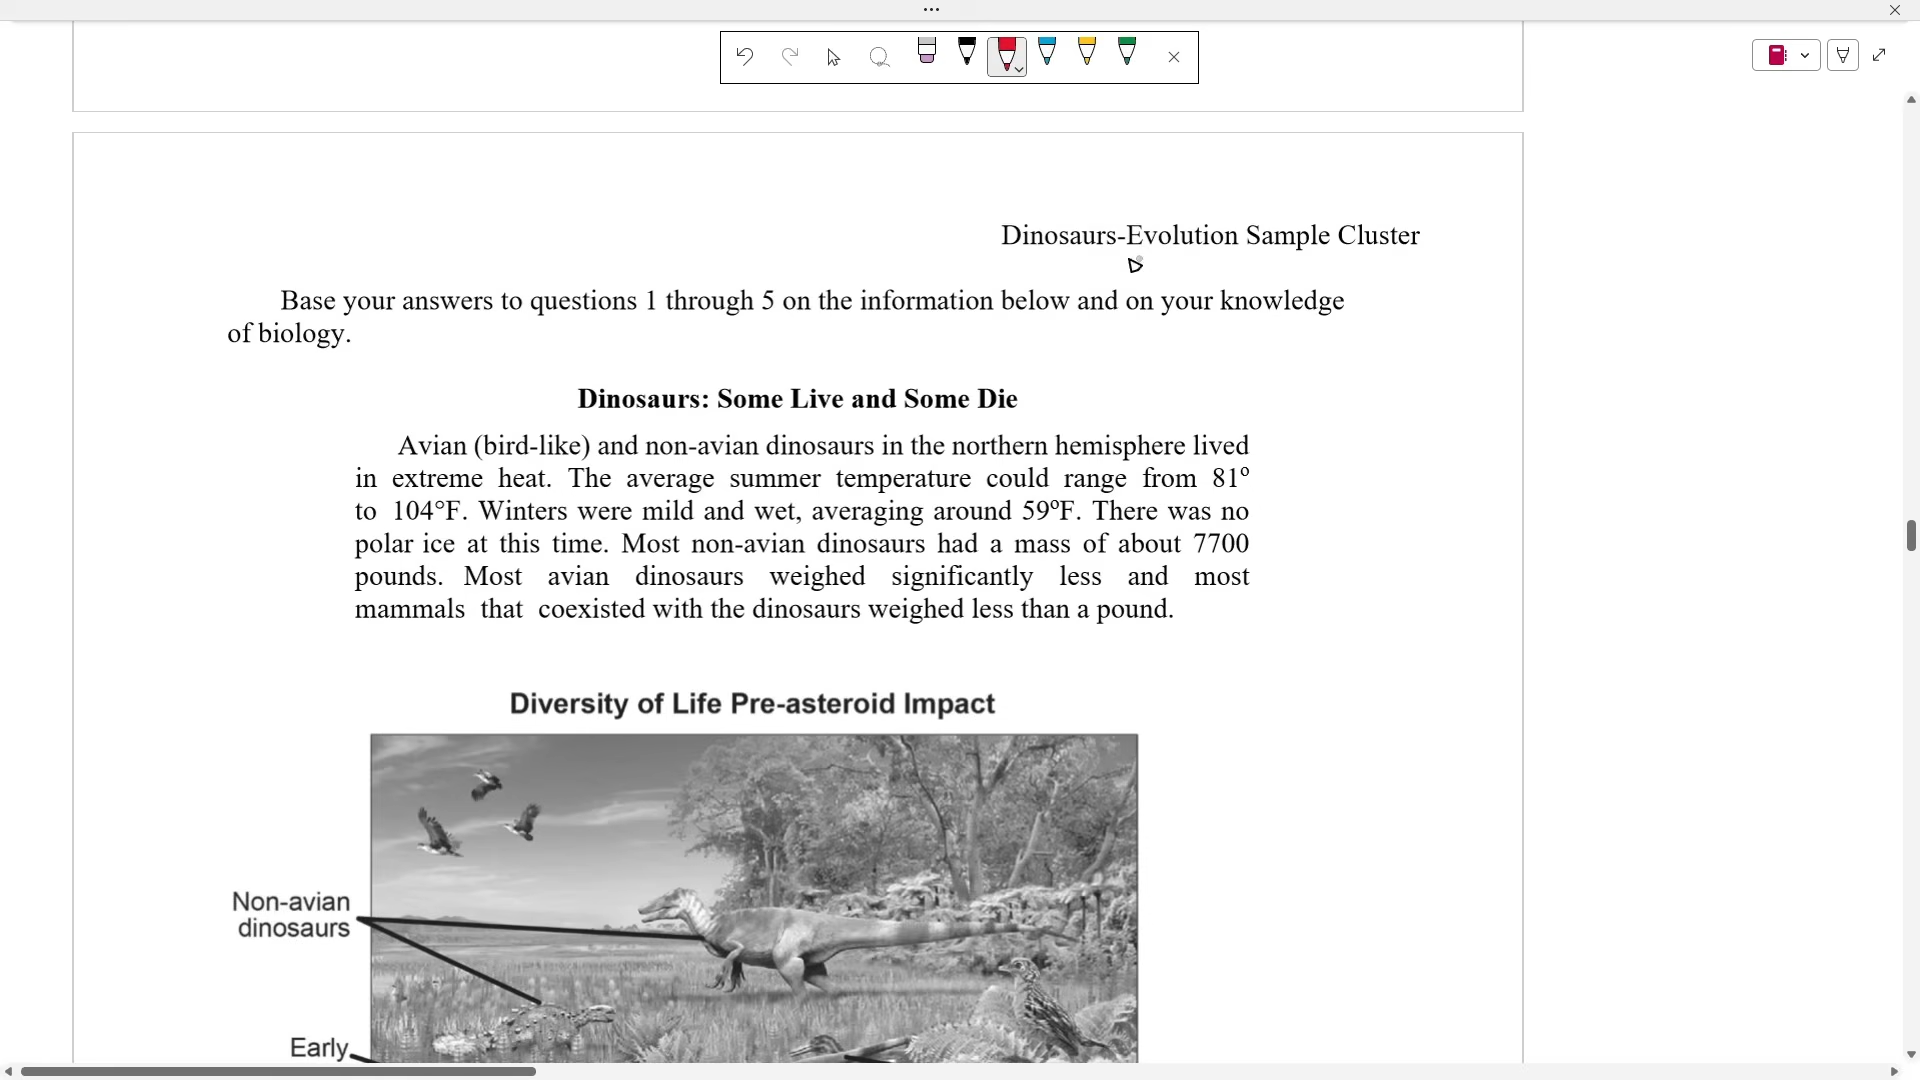 Dinosaurs-Evolution Sample Cluster
Base your answers to questions 1 through 5 on the information below and on your knowledge
of biology.
Dinosaurs: Some Live and Some Die
Avian (bird-like) and non-avian dinosaurs in the northern hemisphere lived
in extreme heat. The average summer temperature could range from 81º
to 104°F. Winters were mild and wet, averaging around 59ºF. There was no
polar ice at this time. Most non-avian dinosaurs had a mass of about 7700
pounds. Most avian dinosaurs weighed significantly less and most
mammals that coexisted with the dinosaurs weighed less than a pound.
Diversity of Life Pre-asteroid Impact
Non-avian
dinosaurs
Early